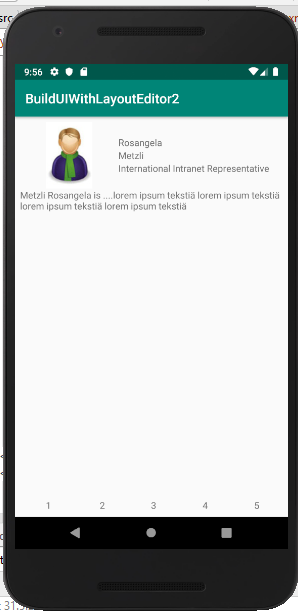 9:56
BuildUIWithLayoutEditor2
Rosangela
Metzli
International Intranet Representative
Metzli Rosangela is ....lorem ipsum tekstiä lorem ipsum tekstiä
lorem ipsum tekstiä lorem ipsum tekstiä
1 2 3 4 5